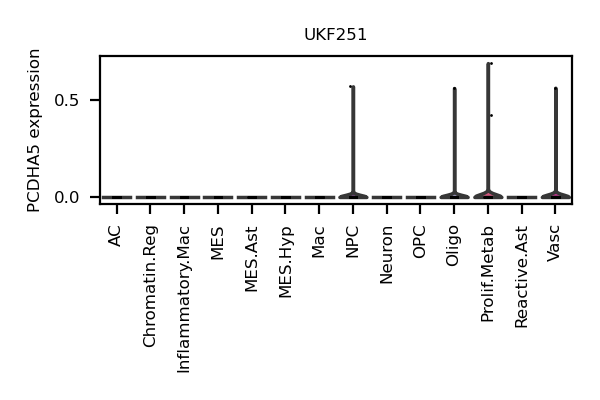 UKF251
PCDHA5 expression
0.5
0.0
AC
Chromatin.Reg
Inflammatory.Mac
MES
MES.Ast
MES.Hyp
Mac
NPC
Neuron
OPC
Oligo
Prolif.Metab
Reactive.Ast
Vasc